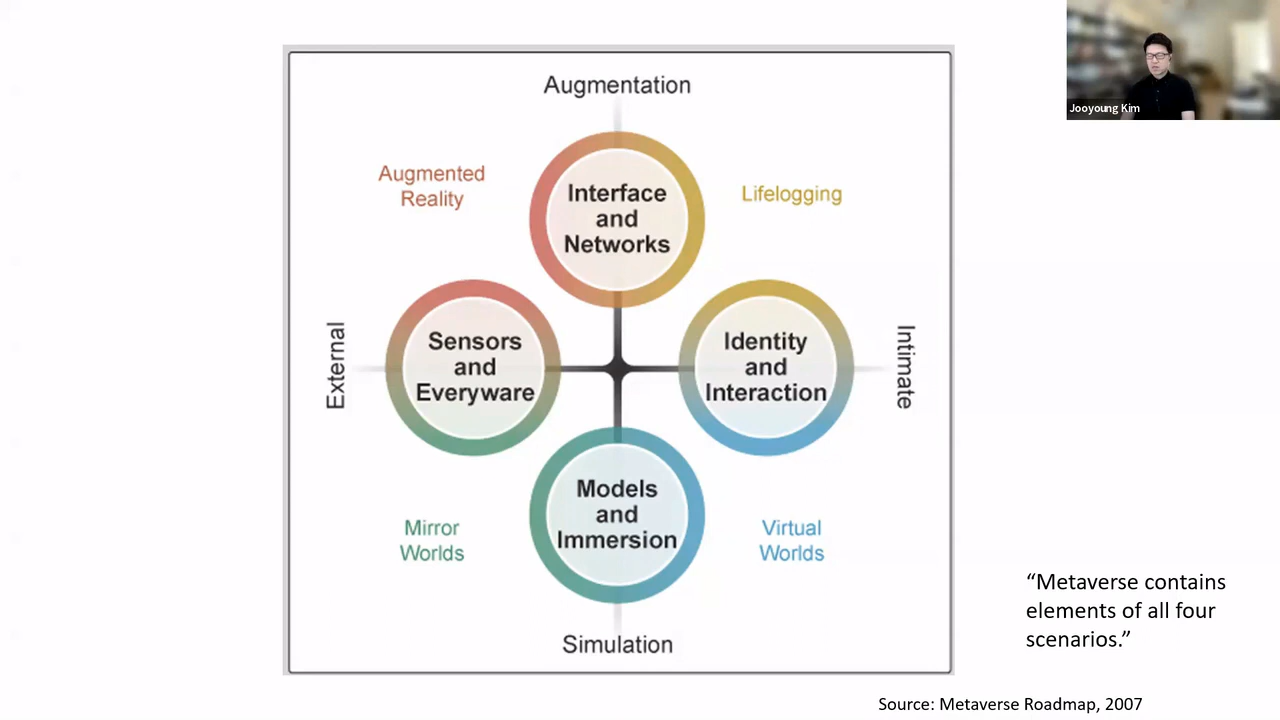 Jooyoung Kim
Augmentation
Augmented
Reality
Interface
and
Networks
Lifelogging
External
Sensors
and
Everyware
Identity
and
Interaction
Intimate
Models
and
Immersion
Mirror
Worlds
Virtual
Worlds
Simulation
“Metaverse contains
elements of all four
scenarios.”
Source: Metaverse Roadmap, 2007